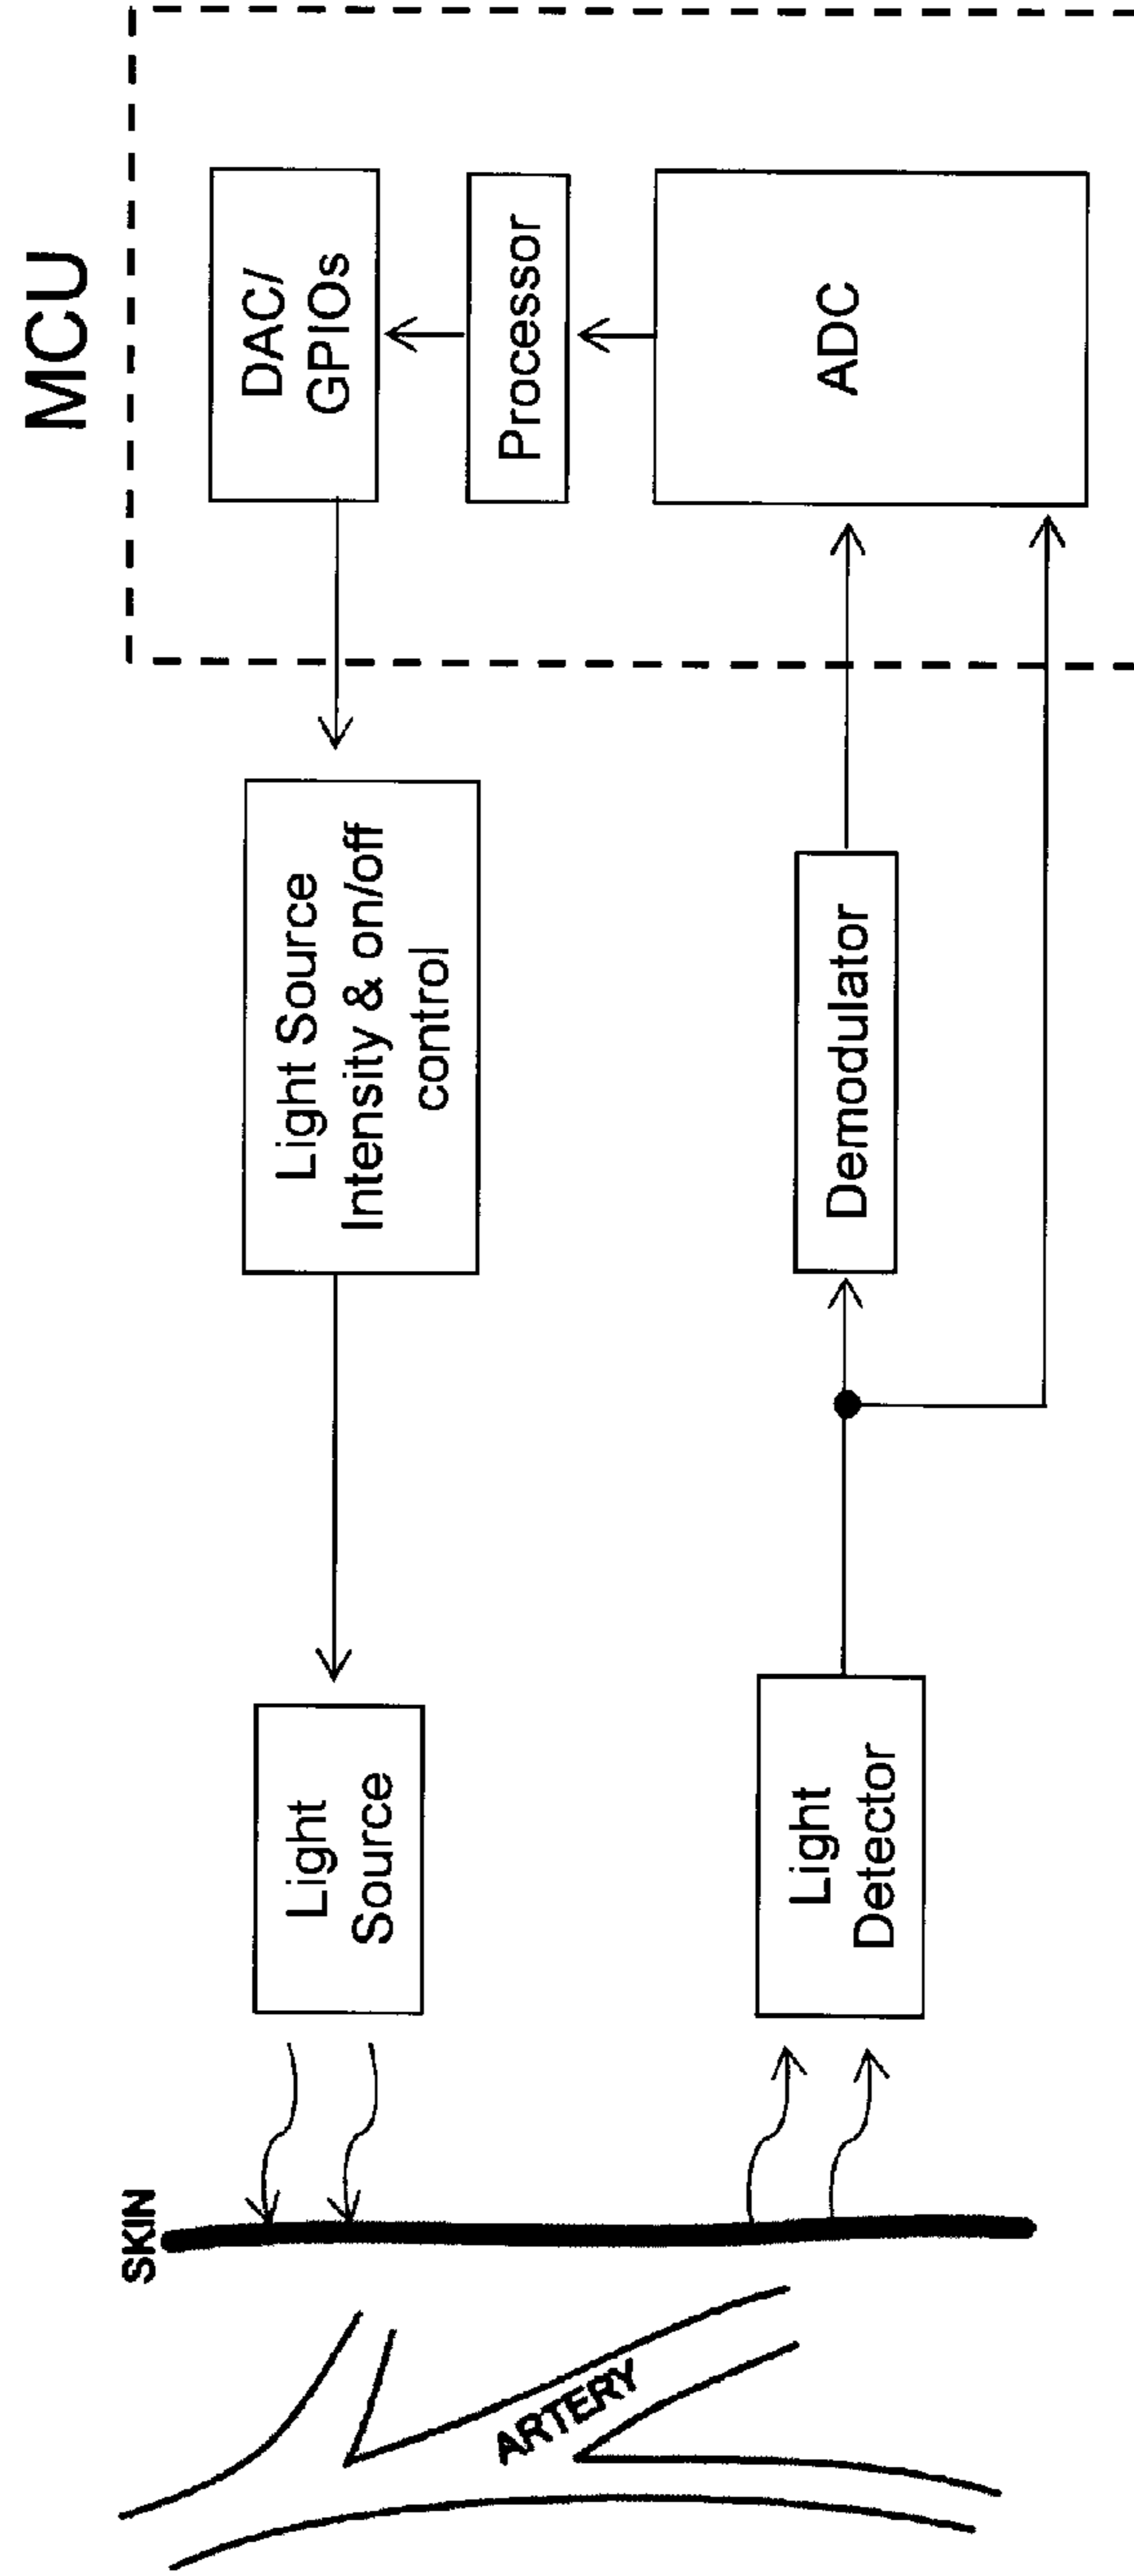 MCU
SKIN
Light
Source
Light Source
Intensity & on/off
control
DAC/
GPIOs
Processor
ARTERY
Light
Detector
Demodulator
ADC